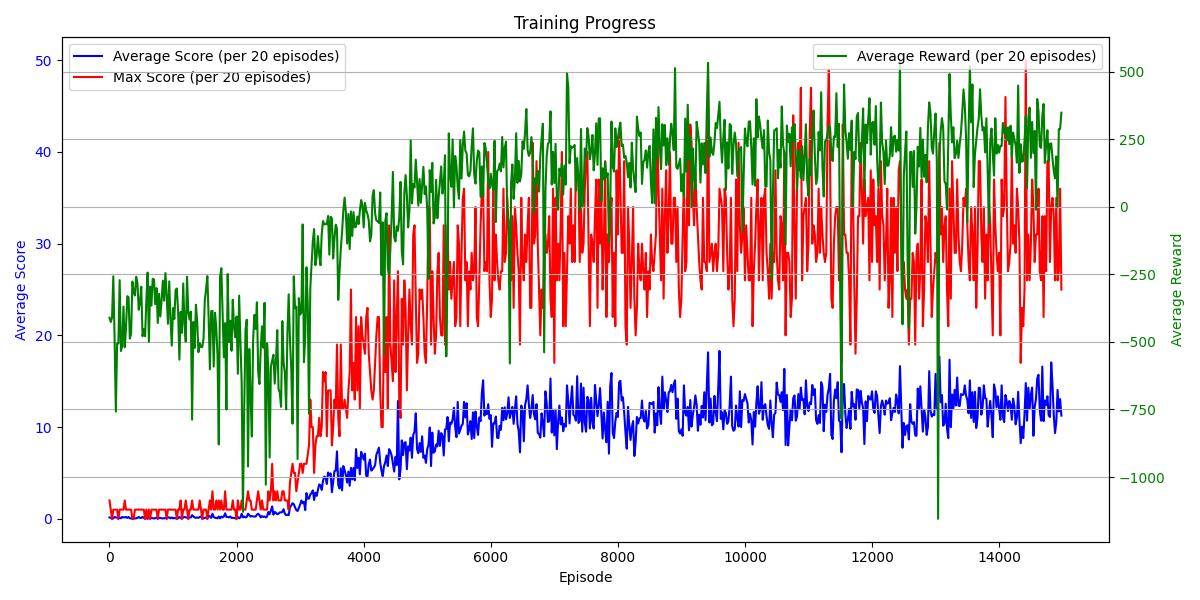 Training Progress
Average Score (per 20 episodes)
Max Score (per 20 episodes)
Average Reward (per 20 episodes)
50
40
30
20
10
0
Average Score
500
250
0
−250
−500
−750
−1000
Average Reward
0 2000 4000 6000 8000 10000 12000 14000
Episode